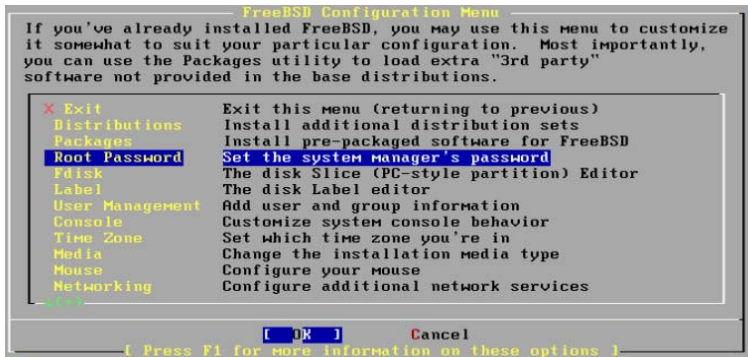 FreeBSD Configuration Menu
If you've already installed FreeBSD, you may use this menu to customize
it somewhat to suit your particular configuration.  Most importantly,
you can use the Packages utility to load extra "3rd party"
software not provided in the base distributions.
X Exit Exit this menu (returning to previous)
Distributions Install additional distribution sets
Packages Install pre-packaged software for FreeBSD
Root Password Set the system manager's password
Fdisk The disk Slice (PC-style partition) Editor
Label The disk Label editor
User Management Add user and group information
Console Customize system console behavior
Time Zone Set which time zone you're in
Media Change the installation media type
Mouse Configure your mouse
Networking Configure additional network services
[ OK ] Cancel
[ Press F1 for more information on these options ]